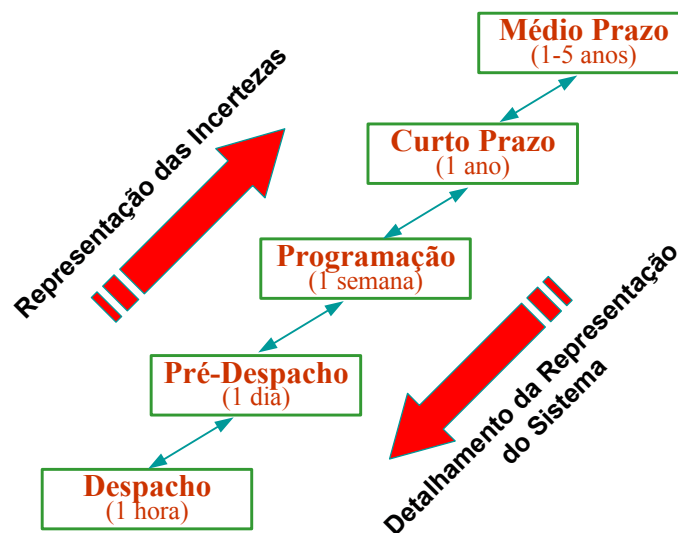 Médio Prazo
(1-5 anos)
Representação das Incertezas
Curto Prazo
(1 ano)
Programação
(1 semana)
Pré-Despacho
(1 dia)
Detalhamento da Representação
do Sistema
Despacho
(1 hora)